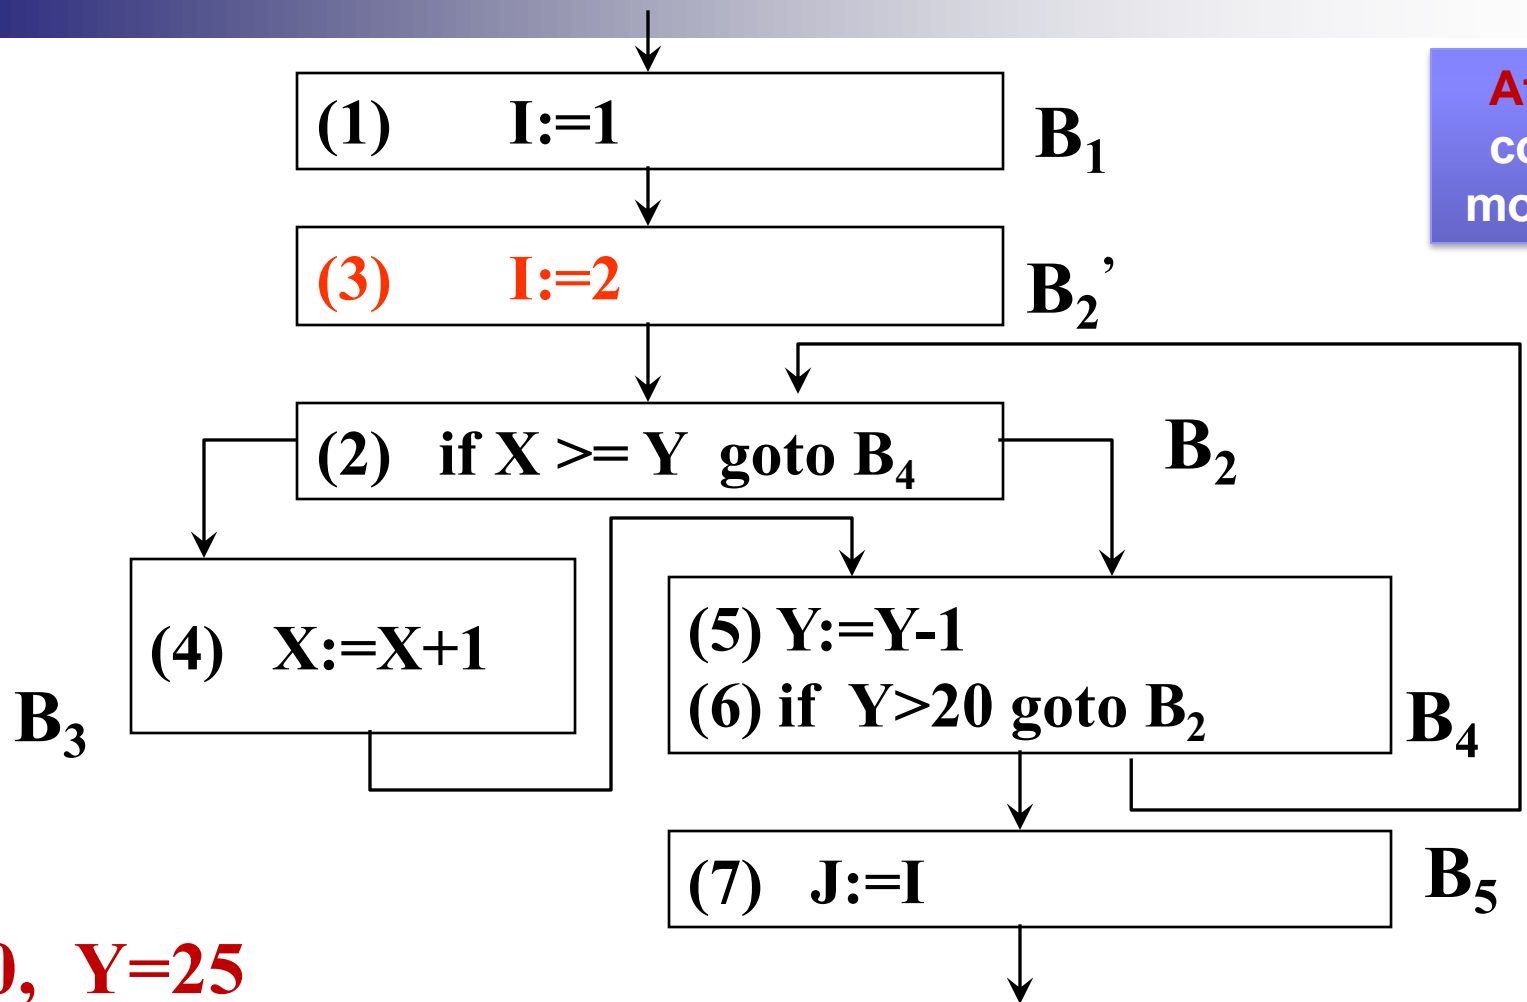 (1) I:=1
B1
(3) I:=2
B2’
(2) if X >= Y goto B4
B2
(4) X:=X+1
B3
(5) Y:=Y-1
(6) if Y>20 goto B2
B4
(7) J:=I
B5
, Y=25